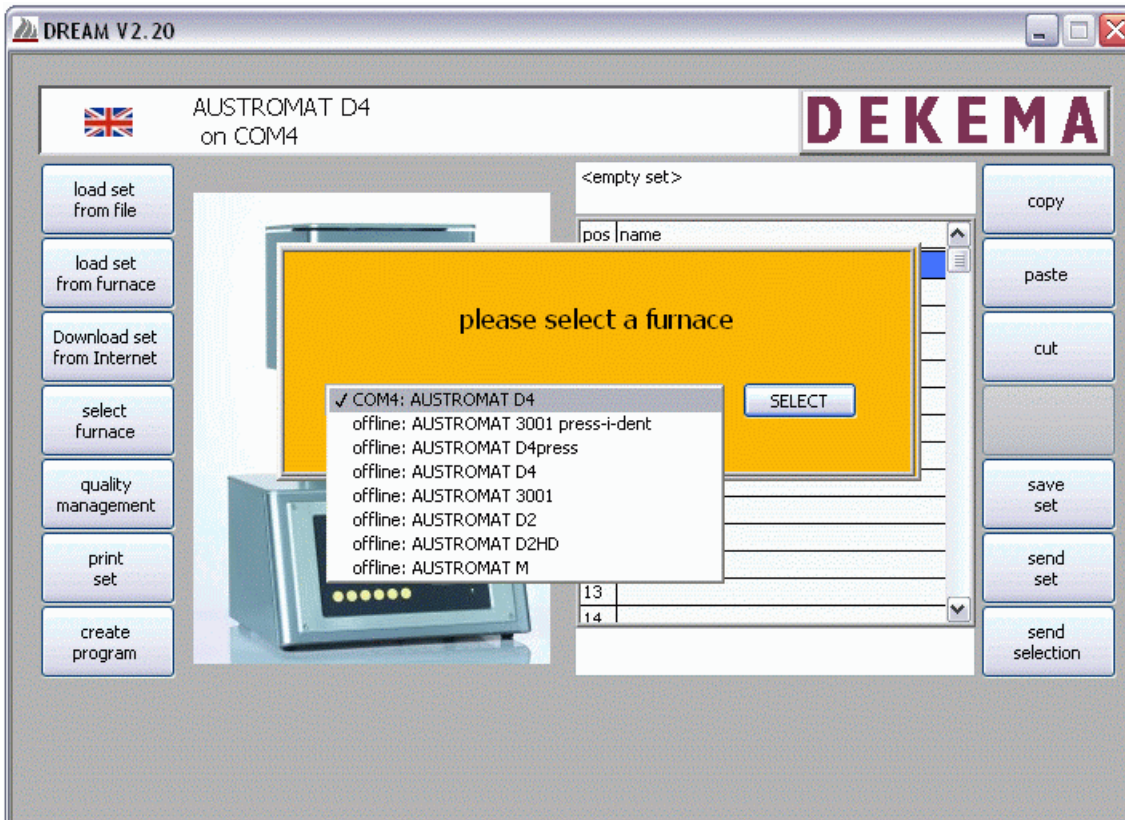 DREAM V2.20
AUSTROMAT D4
on COM4
DEKEMA
load set
from file
load set
from furnace
Download set
from Internet
select
furnace
quality
management
print
set
create
program
<empty set>
pos name
13
14
please select a furnace
✓ COM4: AUSTROMAT D4
offline: AUSTROMAT 3001 press-i-dent
offline: AUSTROMAT D4press
offline: AUSTROMAT D4
offline: AUSTROMAT 3001
offline: AUSTROMAT D2
offline: AUSTROMAT D2HD
offline: AUSTROMAT M
SELECT
copy
paste
cut
save
set
send
set
send
selection